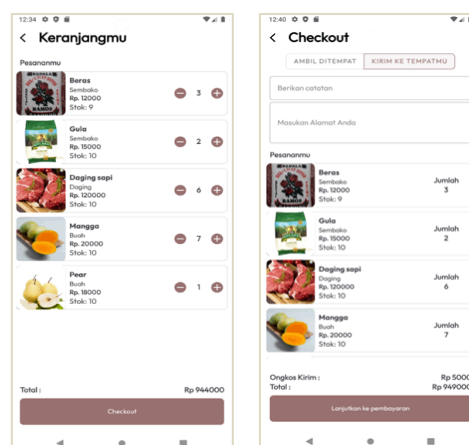 12:34
Keranjangmu
Pesananmu
Beras
Sembako
Rp. 12000
Stok: 9
3
Gula
Sembako
Rp. 15000
Stok: 10
2
Daging sapi
Daging
Rp. 120000
Stok: 10
6
Mangga
Buah
Rp. 20000
Stok: 10
7
Pear
Buah
Rp. 18000
Stok: 10
1
Total :
Rp 944000
Checkout
12:40
Checkout
AMBIL DITEMPAT
KIRIM KE TEMPATMU
Berikan catatan
Masukan Alamat Anda
Pesananmu
Beras
Sembako
Rp. 12000
Stok: 9
Jumlah
3
Gula
Sembako
Rp. 15000
Stok: 10
Jumlah
2
Daging sapi
Daging
Rp. 120000
Stok: 10
Jumlah
6
Mangga
Buah
Rp. 20000
Stok: 10
Jumlah
7
Ongkos Kirim :
Rp 5000
Total :
Rp 949000
Lanjutkan ke pembayaran